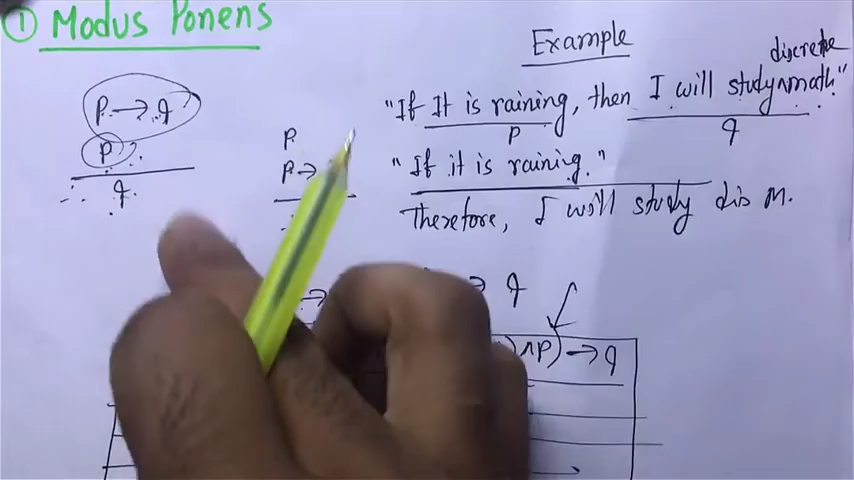 ① Modus Ponens
p → q
p
∴ q
p
p →
Example
"If It is raining, then I will study discrete math."
p
q
"If it is raining."
Therefore, I will study dis M.
→ q
∧p) → q